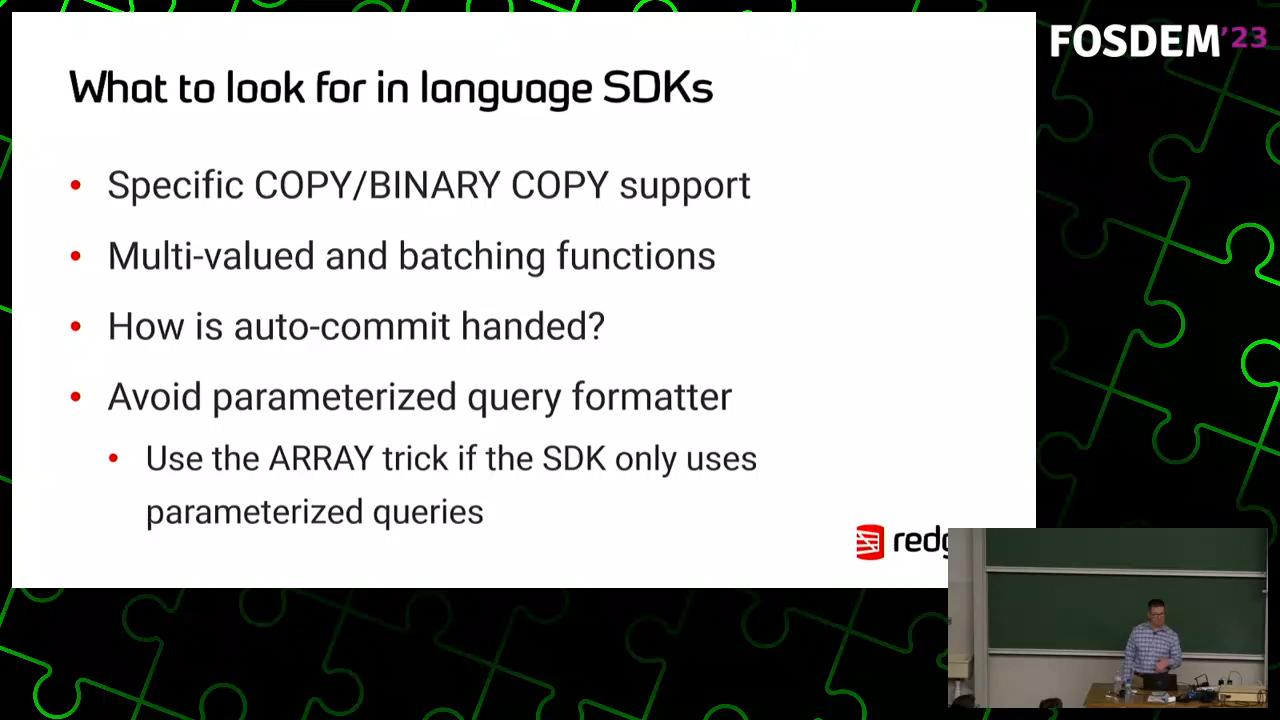 FOSDEM'23
What to look for in language SDKs
• Specific COPY/BINARY COPY support
• Multi-valued and batching functions
• How is auto-commit handed?
• Avoid parameterized query formatter
• Use the ARRAY trick if the SDK only uses
parameterized queries